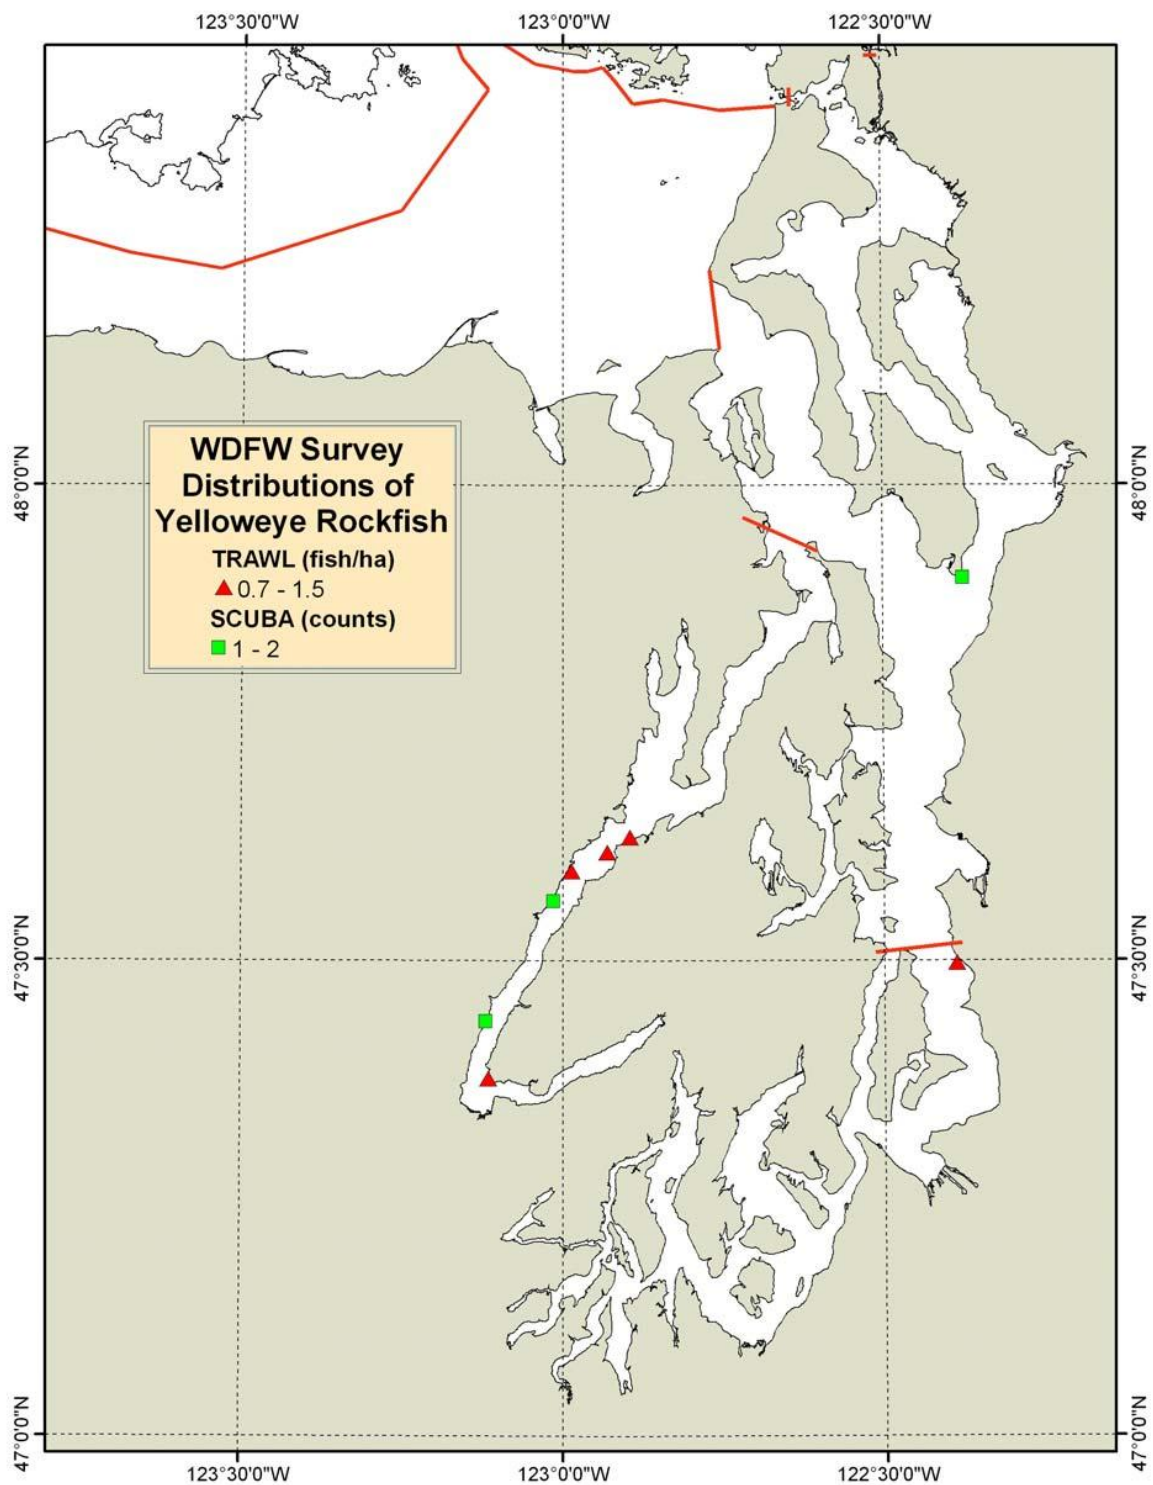 123°30'0"W 123°0'0"W 122°30'0"W
WDFW Survey
Distributions of
Yelloweye Rockfish
TRAWL (fish/ha)
0.7 - 1.5
SCUBA (counts)
1 - 2
48°0'0"N 48°0'0"N
47°30'0"N 47°30'0"N
47°0'0"N 47°0'0"N
123°30'0"W 123°0'0"W 122°30'0"W